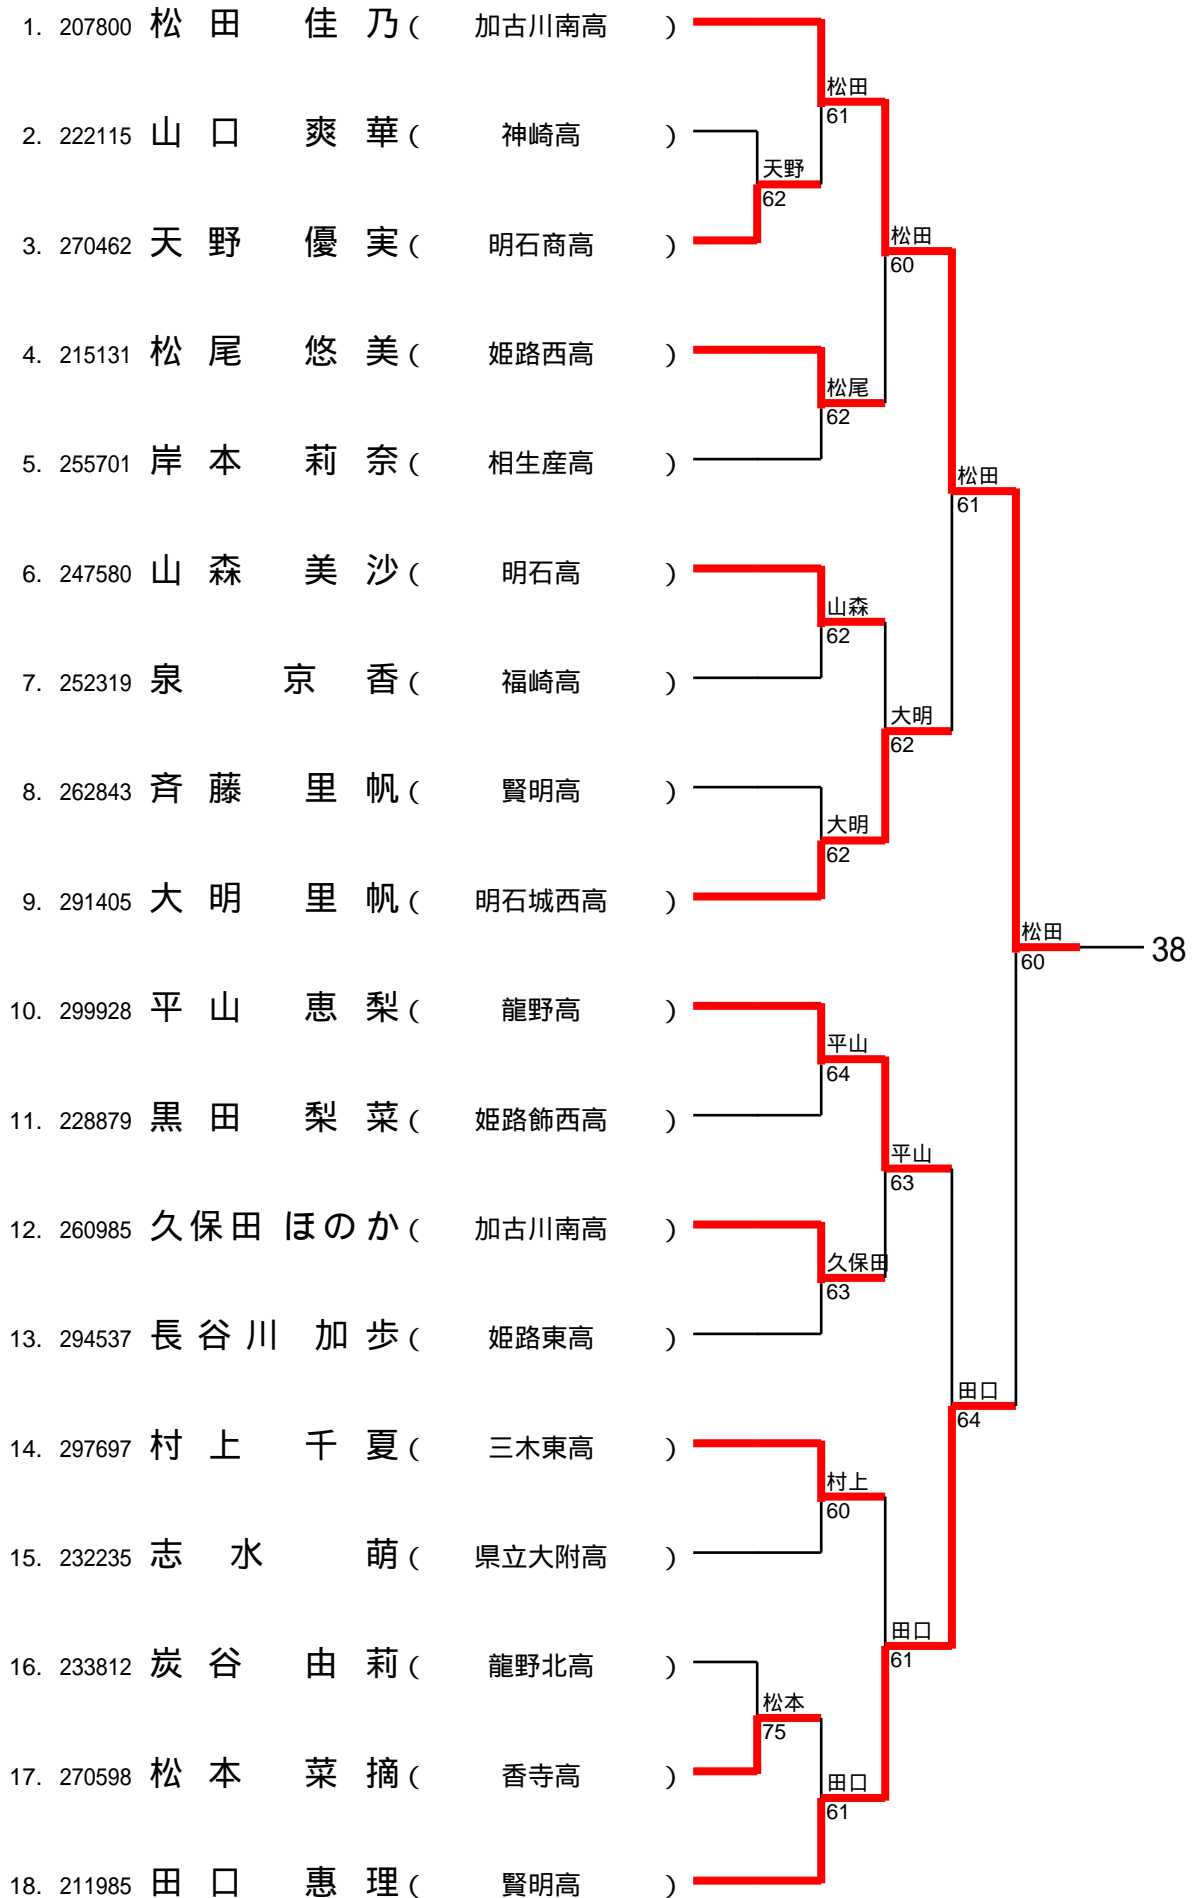 1. 207800 松田 佳乃 ( 加古川南高 )
松田
61
2. 222115 山口 爽華 ( 神崎高 )
天野
62
3. 270462 天野 優実 ( 明石商高 )
松田
60
4. 215131 松尾 悠美 ( 姫路西高 )
松尾
62
5. 255701 岸本 莉奈 ( 相生産高 )
松田
61
6. 247580 山森 美沙 ( 明石高 )
山森
62
7. 252319 泉 京香 ( 福崎高 )
大明
62
8. 262843 斉藤 里帆 ( 賢明高 )
大明
62
9. 291405 大明 里帆 ( 明石城西高 )
松田
60
38
10. 299928 平山 恵梨 ( 龍野高 )
平山
64
11. 228879 黒田 梨菜 ( 姫路飾西高 )
平山
63
12. 260985 久保田 ほのか ( 加古川南高 )
久保田
63
13. 294537 長谷川 加歩 ( 姫路東高 )
田口
64
14. 297697 村上 千夏 ( 三木東高 )
村上
60
15. 232235 志水 萌 ( 県立大附高 )
田口
61
16. 233812 炭谷 由莉 ( 龍野北高 )
松本
75
17. 270598 松本 菜摘 ( 香寺高 )
田口
61
18. 211985 田口 惠理 ( 賢明高 )